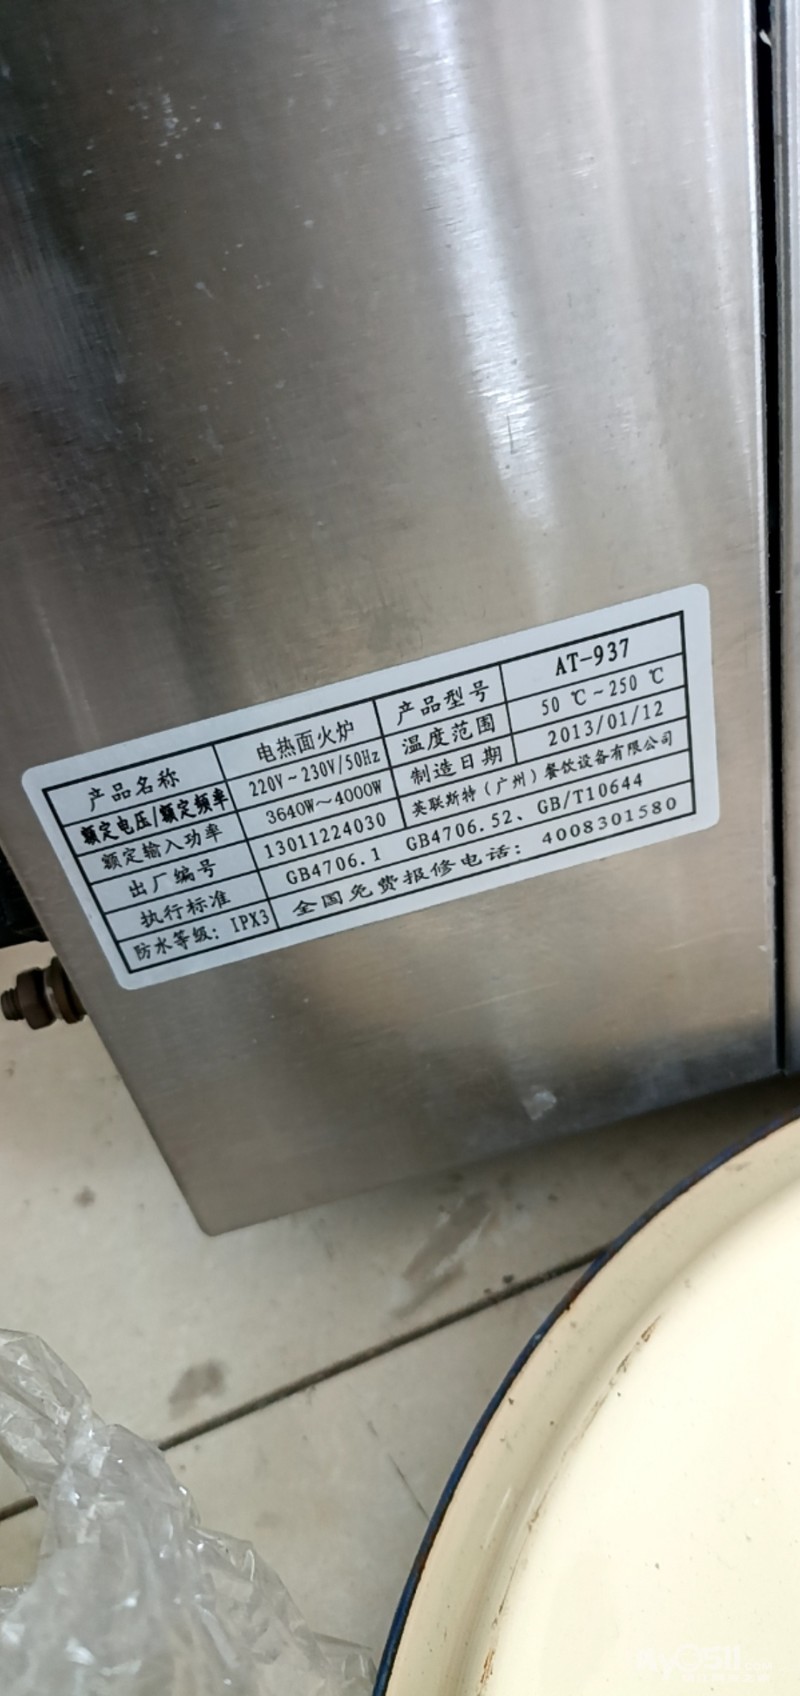 产品名称 电热面火炉 产品型号 AT-937
额定电压/额定频率 220V~230V/50Hz 温度范围 50 ℃~250 ℃
额定输入功率 3640W~4000W 制造日期 2013/01/12
出厂编号 13011224030 英联斯特（广州）餐饮设备有限公司
执行标准 GB4706.1 GB4706.52、GB/T10644
防水等级：IPX3 全国免费报修电话：4008301580